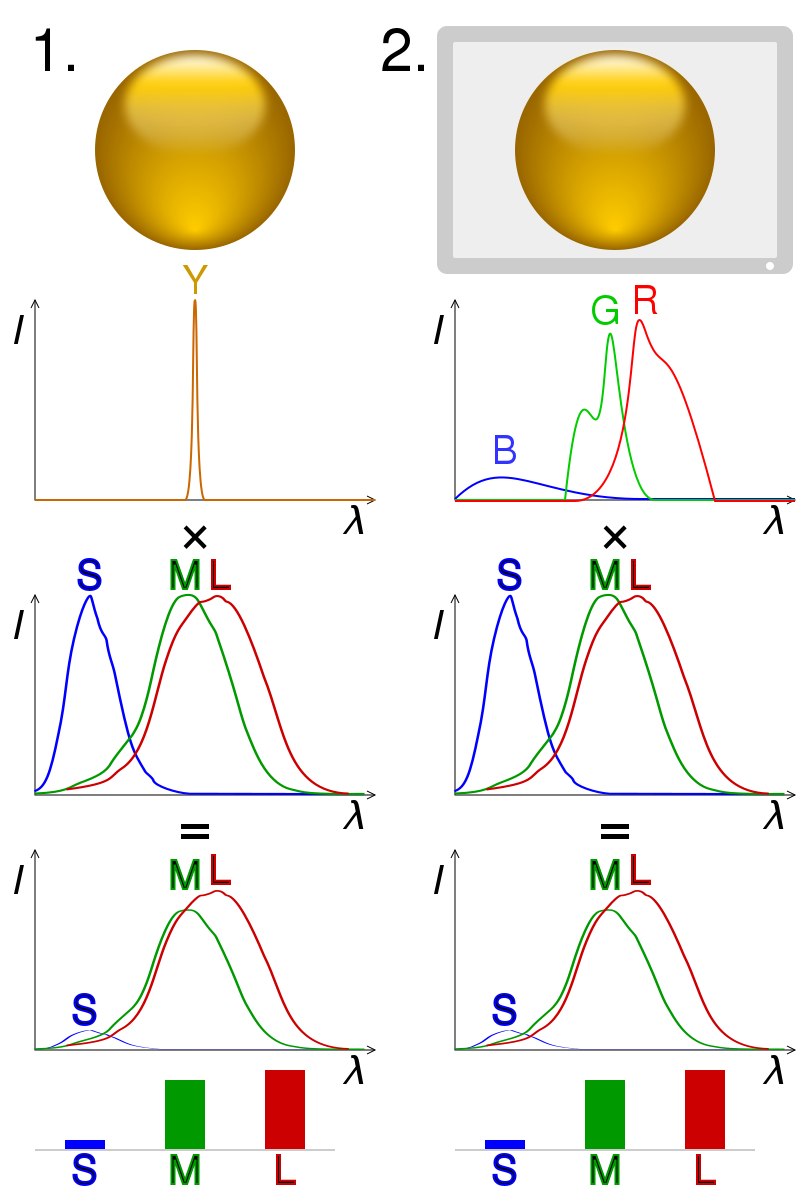 1. 2.
Y
I λ
B G R
I λ
× ×
S M L
I λ
S M L
I λ
= =
S M L
I λ
S M L
I λ
S M L
S M L